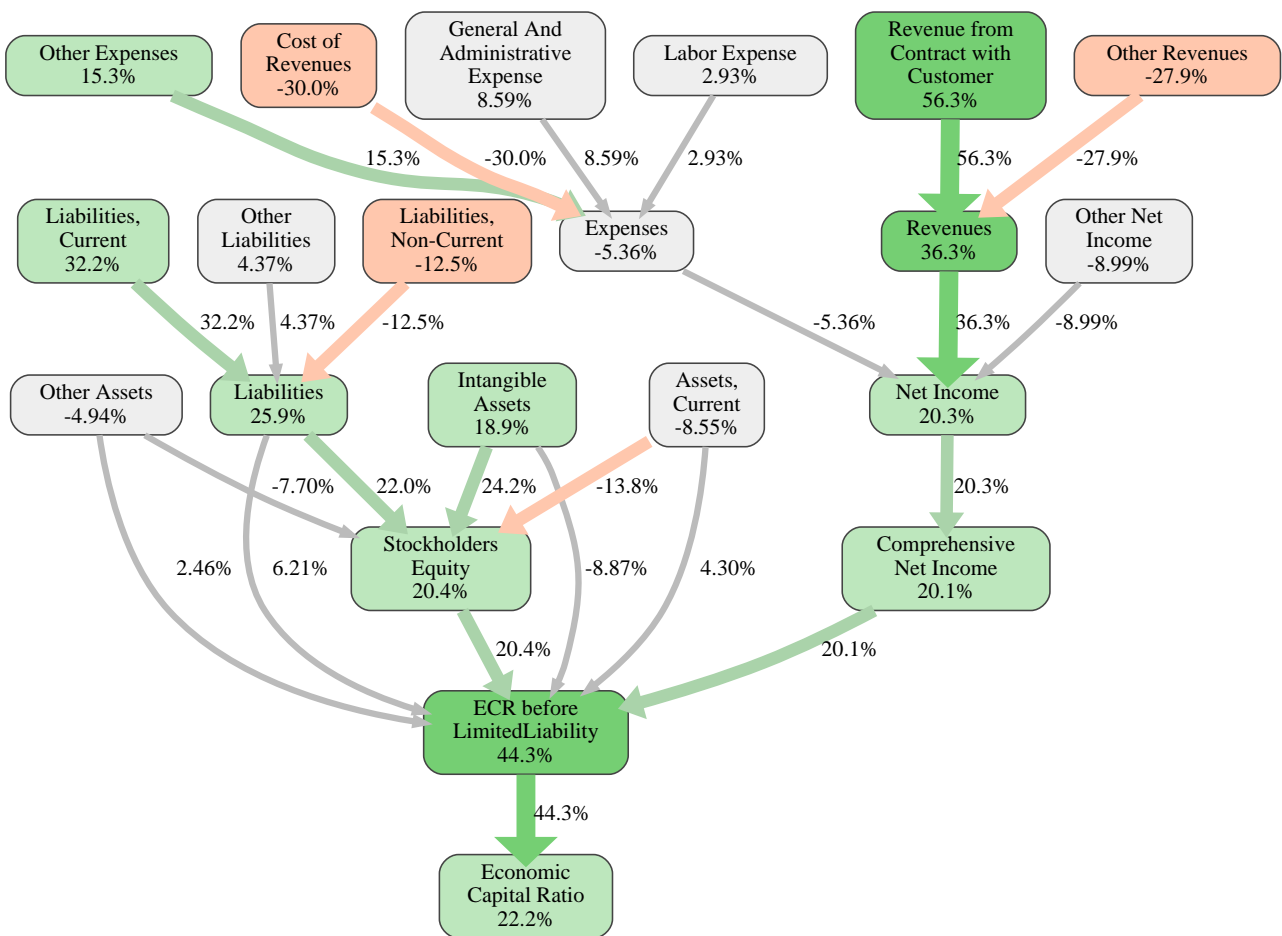 Other Expenses
15.3%
Cost of
Revenues
-30.0%
General And
Administrative
Expense
8.59%
Labor Expense
2.93%
Revenue from
Contract with
Customer
56.3%
Other Revenues
-27.9%
15.3%
-30.0%
8.59%
2.93%
56.3%
-27.9%
Liabilities,
Current
32.2%
Other
Liabilities
4.37%
Liabilities,
Non-Current
-12.5%
Expenses
-5.36%
Revenues
36.3%
Other Net
Income
-8.99%
32.2%
4.37%
-12.5%
-5.36%
36.3%
-8.99%
Other Assets
-4.94%
Liabilities
25.9%
Intangible
Assets
18.9%
Assets,
Current
-8.55%
Net Income
20.3%
-7.70%
22.0%
24.2%
-13.8%
20.3%
2.46%
6.21%
Stockholders
Equity
20.4%
-8.87%
4.30%
Comprehensive
Net Income
20.1%
20.4%
20.1%
ECR before
LimitedLiability
44.3%
44.3%
Economic
Capital Ratio
22.2%